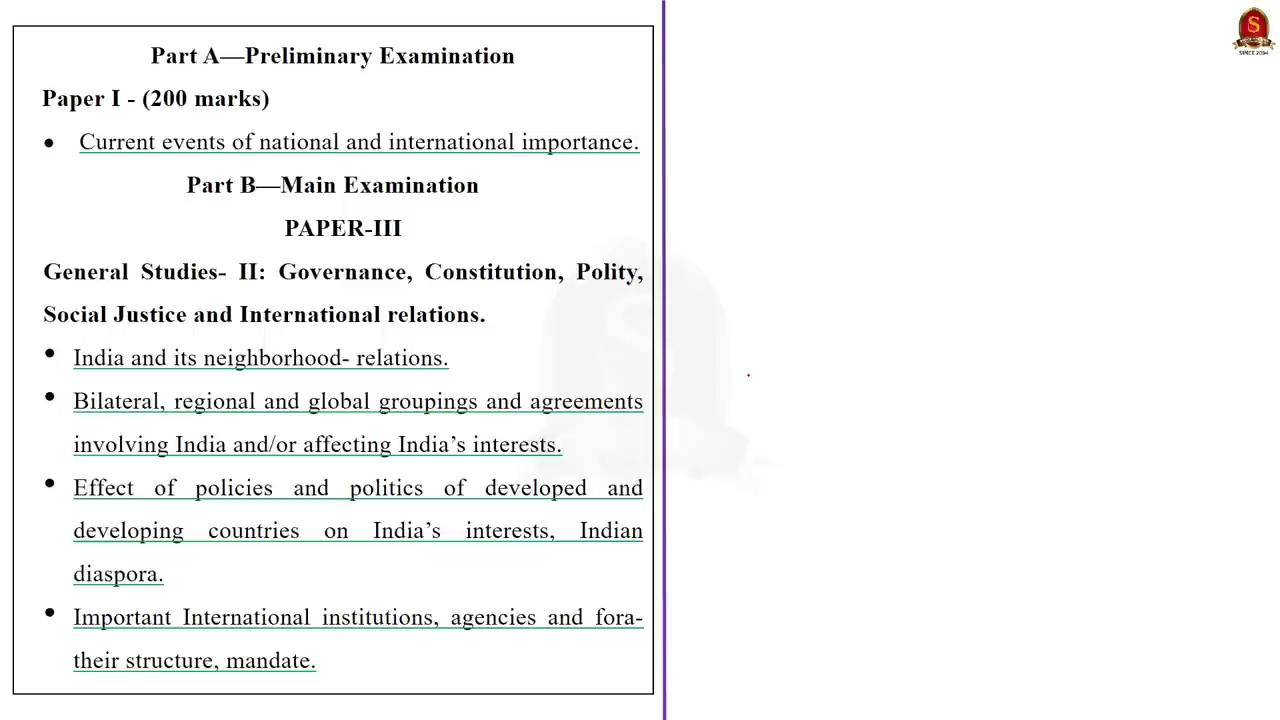 Part A—Preliminary Examination
Paper I - (200 marks)
• Current events of national and international importance.
Part B—Main Examination
PAPER-III
General Studies- II: Governance, Constitution, Polity,
Social Justice and International relations.
• India and its neighborhood- relations.
• Bilateral, regional and global groupings and agreements
involving India and/or affecting India's interests.
• Effect of policies and politics of developed and
developing countries on India's interests, Indian
diaspora.
• Important International institutions, agencies and fora-
their structure, mandate.
S
SINCE 2004